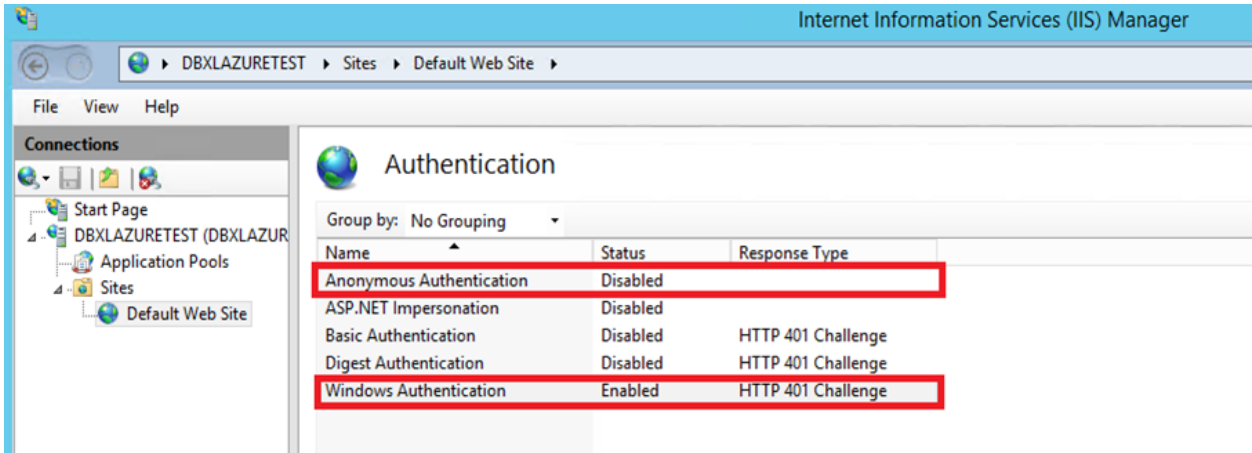 Internet Information Services (IIS) Manager
DBXLAZURETEST Sites Default Web Site
File View Help
Connections
Start Page
DBXLAZURETEST (DBXLAZUR
Application Pools
Sites
Default Web Site
Authentication
Group by: No Grouping
Name Status Response Type
Anonymous Authentication Disabled
ASP.NET Impersonation Disabled
Basic Authentication Disabled HTTP 401 Challenge
Digest Authentication Disabled HTTP 401 Challenge
Windows Authentication Enabled HTTP 401 Challenge